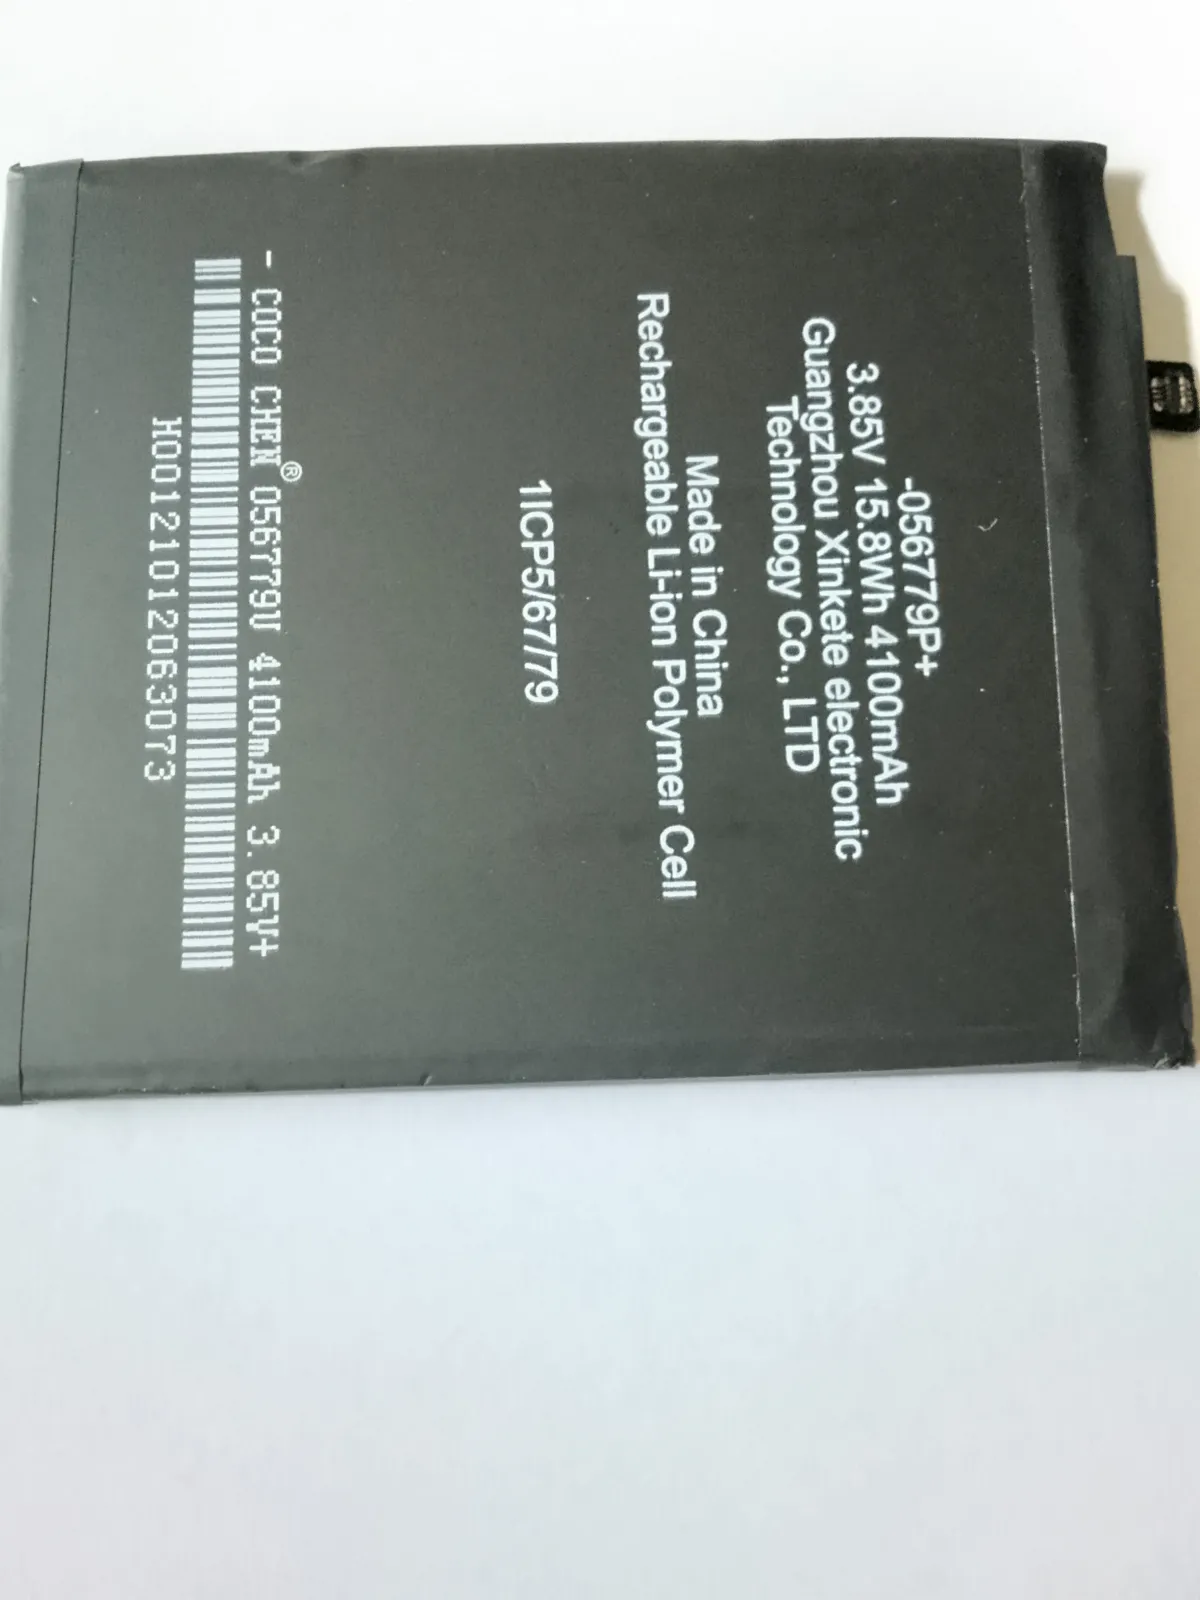 -056779P+
3.85V 15.8Wh 4100mAh
Guangzhou Xinkete electronic
Technology Co., LTD
Made in China
Rechargeable Li-ion Polymer Cell
1ICP5/67/79
- COCO CHEN® 056779U 4100mAh 3.85V+
H00121012063073